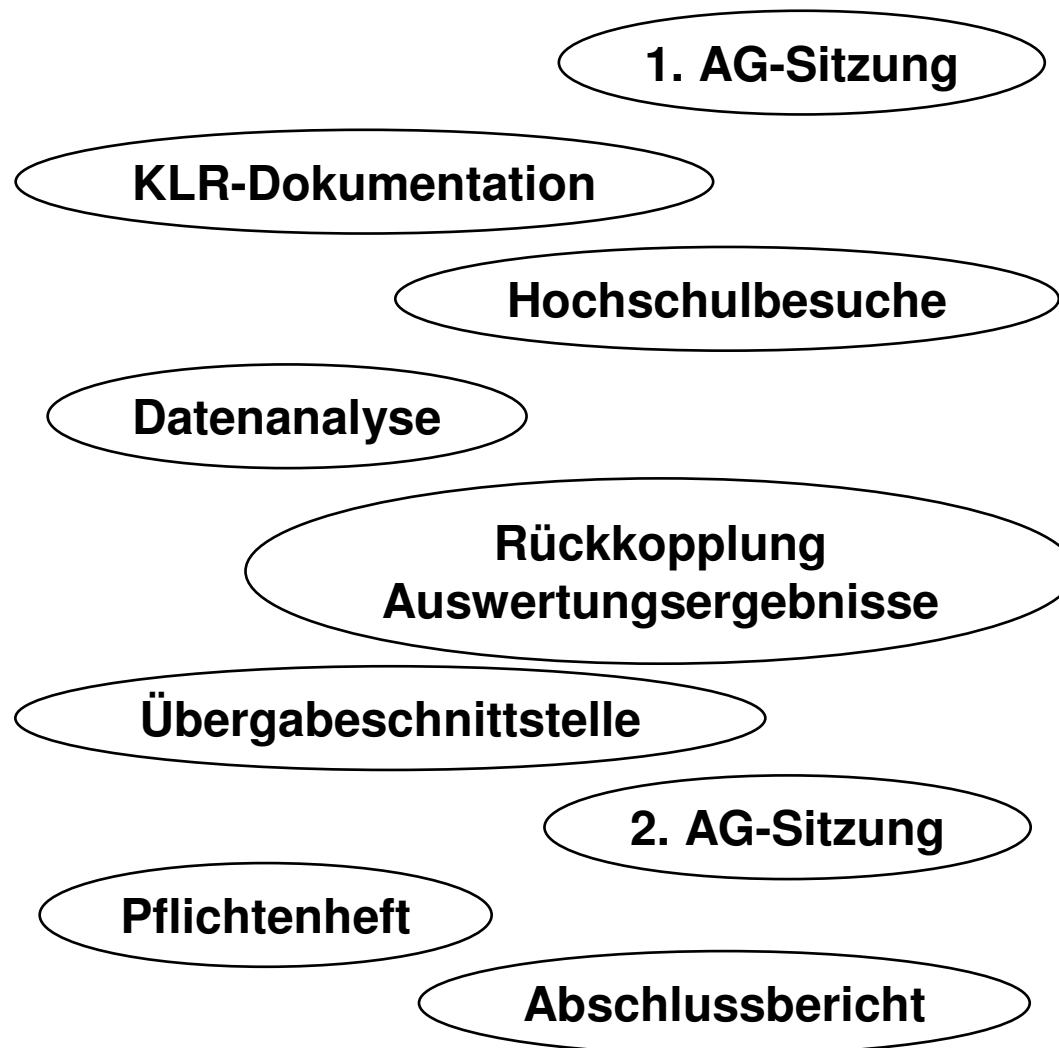 1. AG-Sitzung
KLR-Dokumentation
Hochschulbesuche
Datenanalyse
Rückkopplung
Auswertungsergebnisse
Übergabeschnittstelle
2. AG-Sitzung
Pflichtenheft
Abschlussbericht